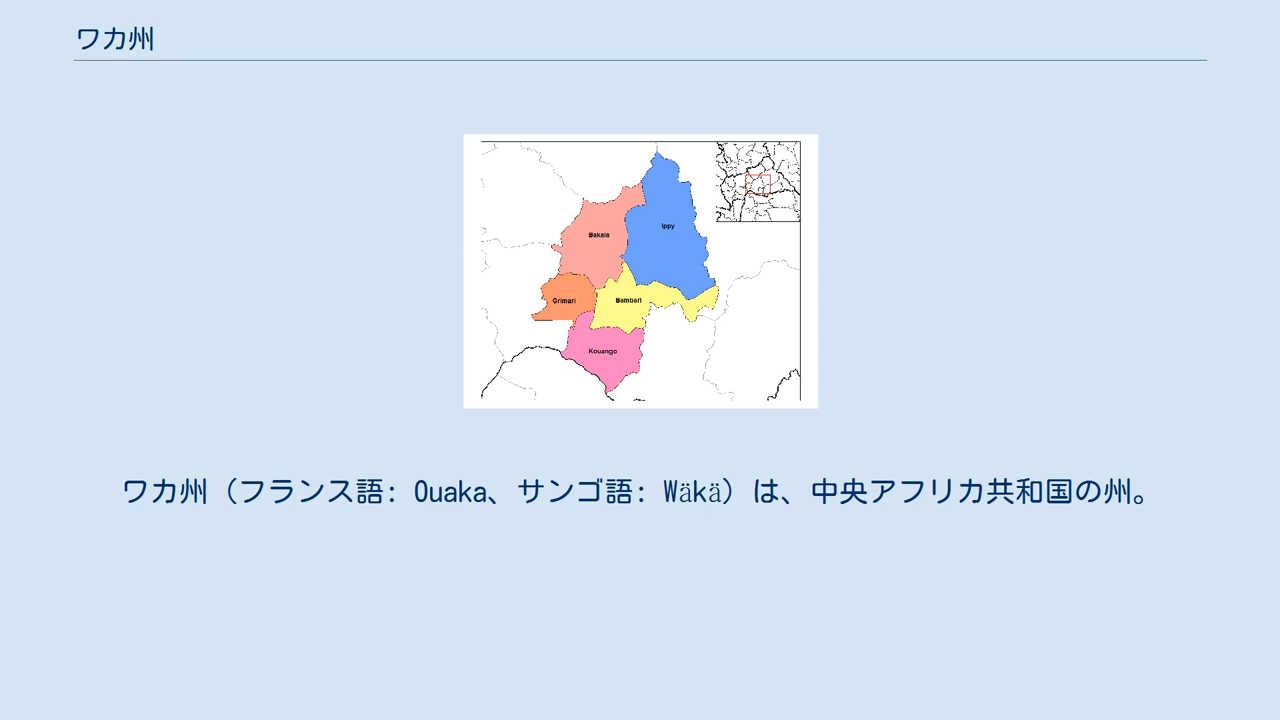 ワカ州
Ippy
Bakala
Grimari
Bambari
Kouango
ワカ州（フランス語: Ouaka、サンゴ語: Wäkä）は、中央アフリカ共和国の州。